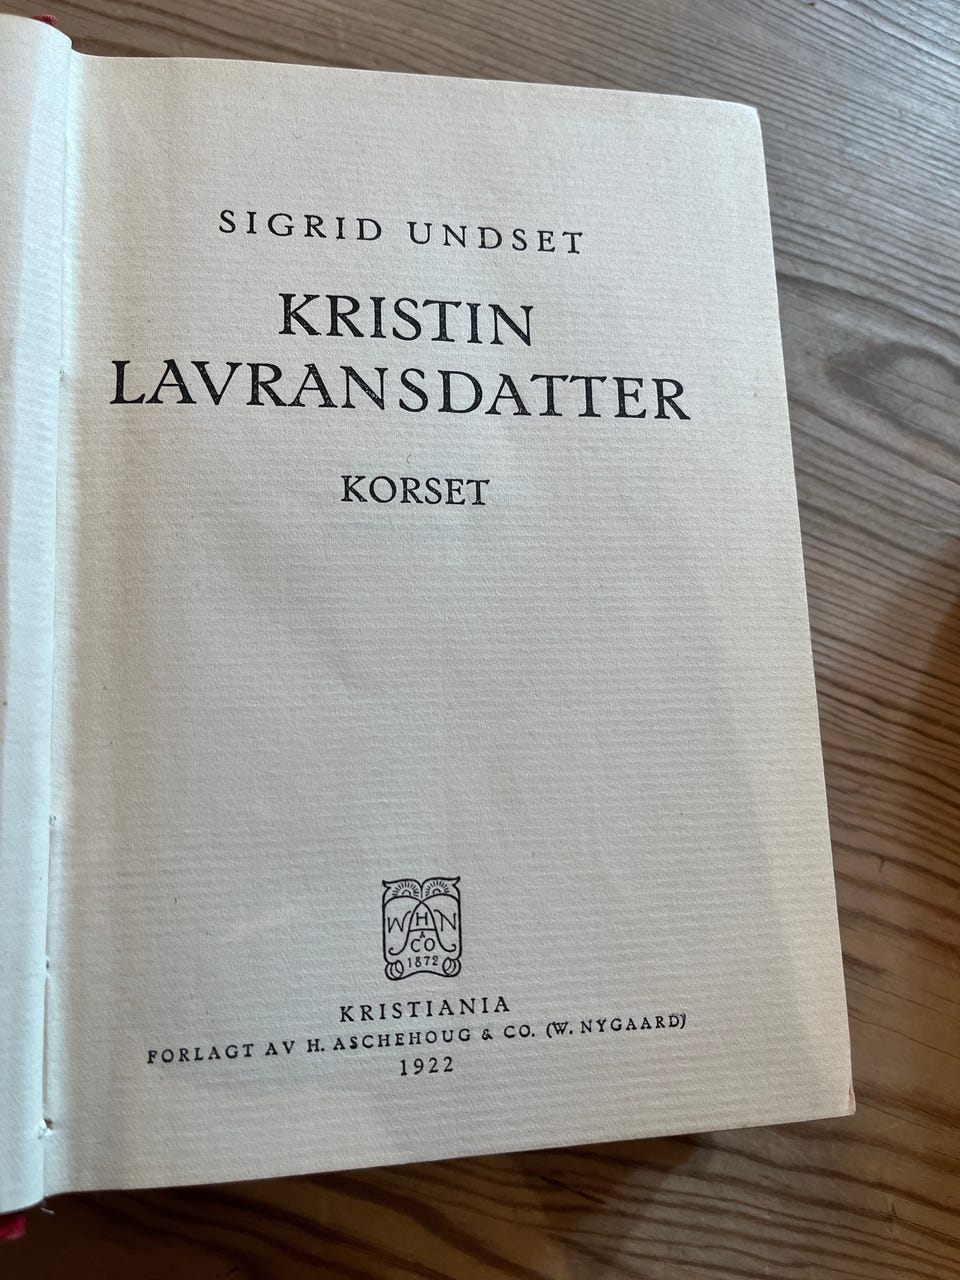 SIGRID UNDSET
KRISTIN
LAVRANSDATTER
KORSET
W H N
& CO
1872
KRISTIANIA
FORLAGT AV H. ASCHEHOUG & CO. (W. NYGAARD)
1922